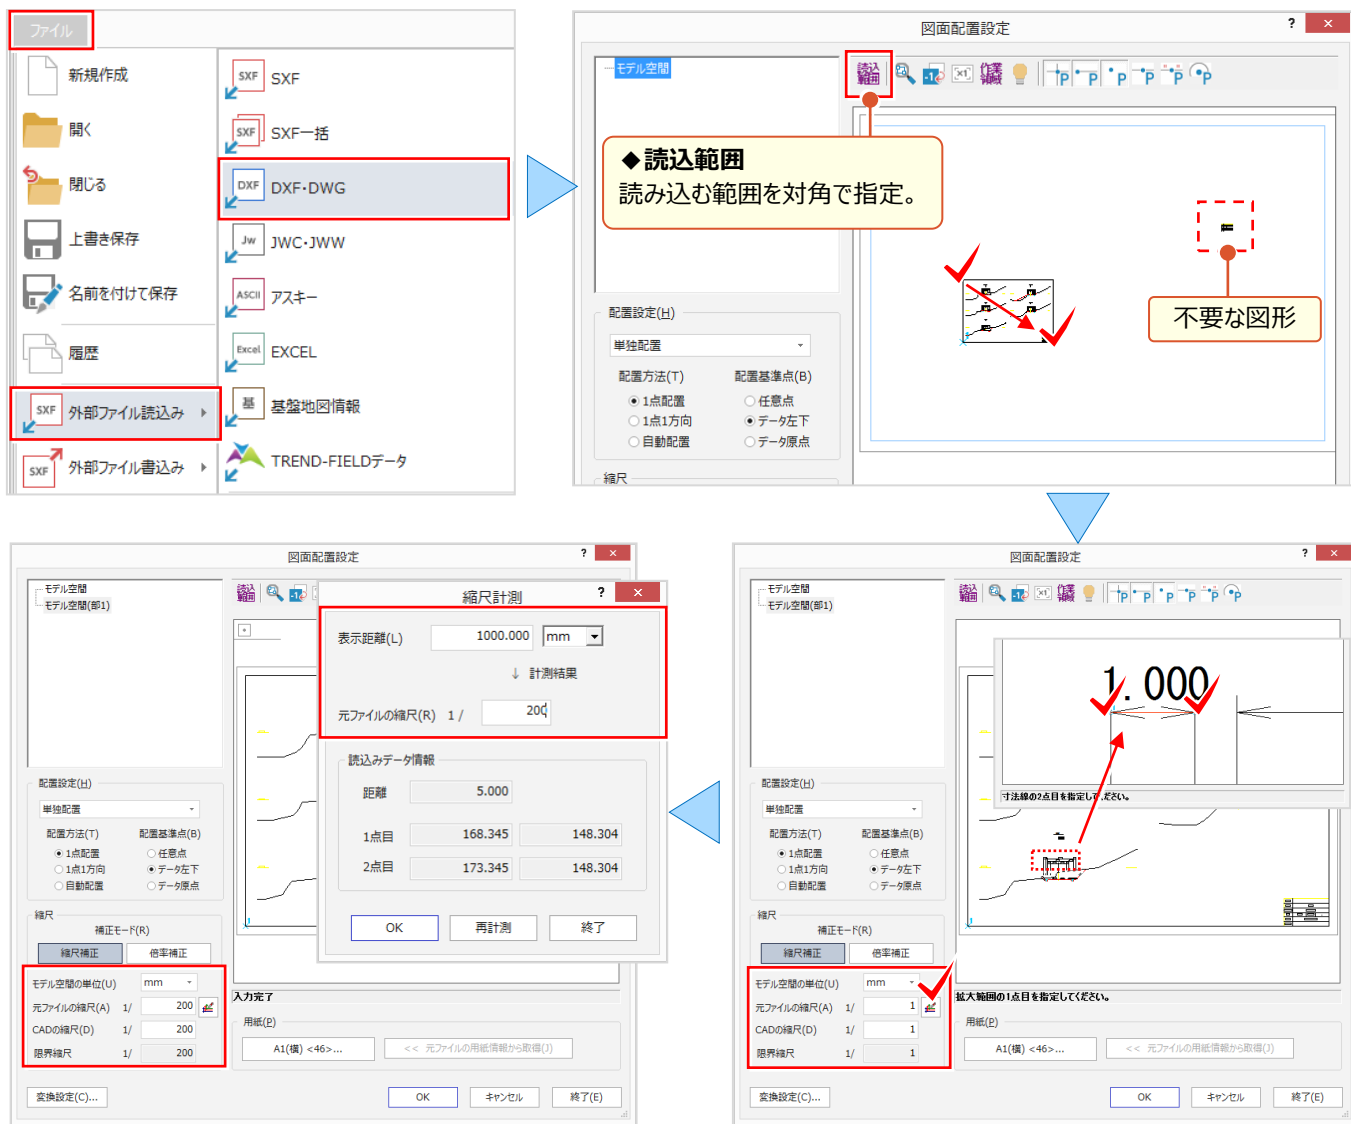 ファイル
新規作成
開く
閉じる
上書き保存
名前を付けて保存
履歴
SXF 外部ファイル読込み
SXF 外部ファイル書込み
SXF SXF
SXF SXF一括
DXF DXF・DWG
Jw JWC・JWW
ASCII アスキー
Excel EXCEL
基 基盤地図情報
TREND-FIELDデータ
図面配置設定
? ×
モデル空間
読込範囲
作業縮減
◆読込範囲
読み込む範囲を対角で指定。
不要な図形
配置設定(H)
単独配置
配置方法(T) 配置基準点(B)
1点配置 任意点
1点1方向 データ左下
自動配置 データ原点
縮尺
図面配置設定
? ×
モデル空間
モデル空間(部1)
配置設定(H)
単独配置
配置方法(T) 配置基準点(B)
1点配置 任意点
1点1方向 データ左下
自動配置 データ原点
縮尺
補正モード(R)
縮尺補正 倍率補正
モデル空間の単位(U) mm
元ファイルの縮尺(A) 1/ 200
CADの縮尺(D) 1/ 200
限界縮尺 1/ 200
入力完了
用紙(P)
A1(横) <46>...
<< 元ファイルの用紙情報から取得(J)
変換設定(C)...
OK キャンセル 終了(E)
縮尺計測
? ×
表示距離(L) 1000.000 mm
↓ 計測結果
元ファイルの縮尺(R) 1 / 200
読込みデータ情報
距離 5.000
1点目 168.345 148.304
2点目 173.345 148.304
OK 再計測 終了
図面配置設定
? ×
モデル空間
モデル空間(部1)
1.000
寸法線の2点目を指定してください。
配置設定(H)
単独配置
配置方法(T) 配置基準点(B)
1点配置 任意点
1点1方向 データ左下
自動配置 データ原点
縮尺
補正モード(R)
縮尺補正 倍率補正
モデル空間の単位(U) mm
元ファイルの縮尺(A) 1/ 1
CADの縮尺(D) 1/ 1
限界縮尺 1/ 1
拡大範囲の1点目を指定してください。
用紙(P)
A1(横) <46>...
<< 元ファイルの用紙情報から取得(J)
変換設定(C)...
OK キャンセル 終了(E)